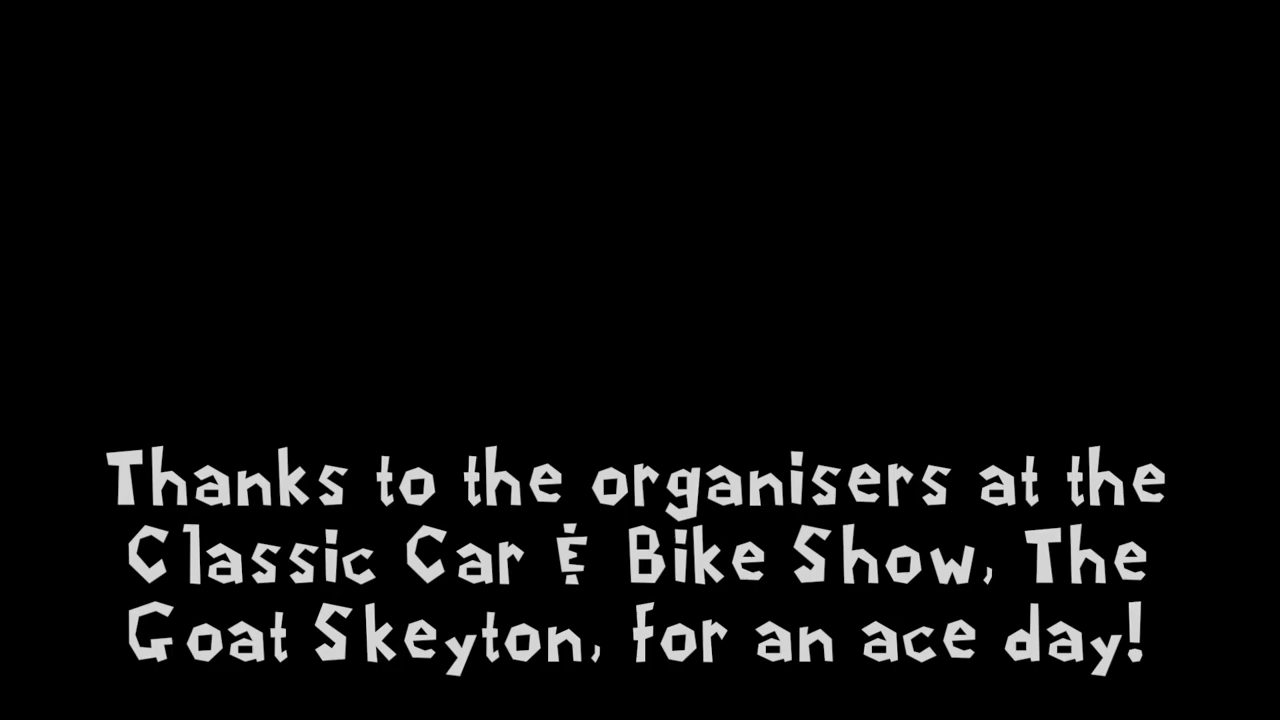 Thanks to the organisers at the
Classic Car & Bike Show, The
Goat Skeyton, for an ace day!